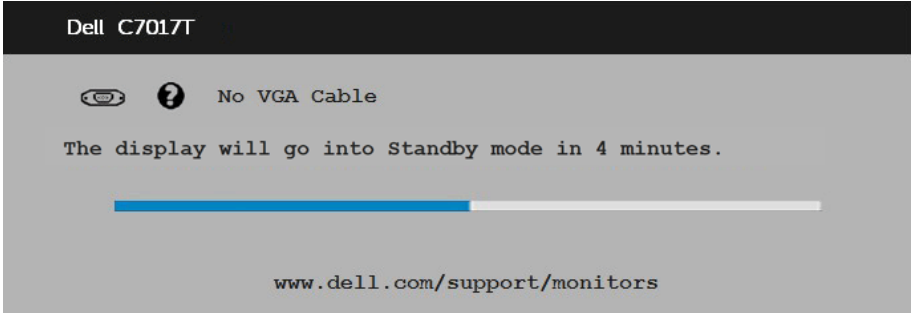 Dell C7017T
No VGA Cable
The display will go into Standby mode in 4 minutes.
www.dell.com/support/monitors